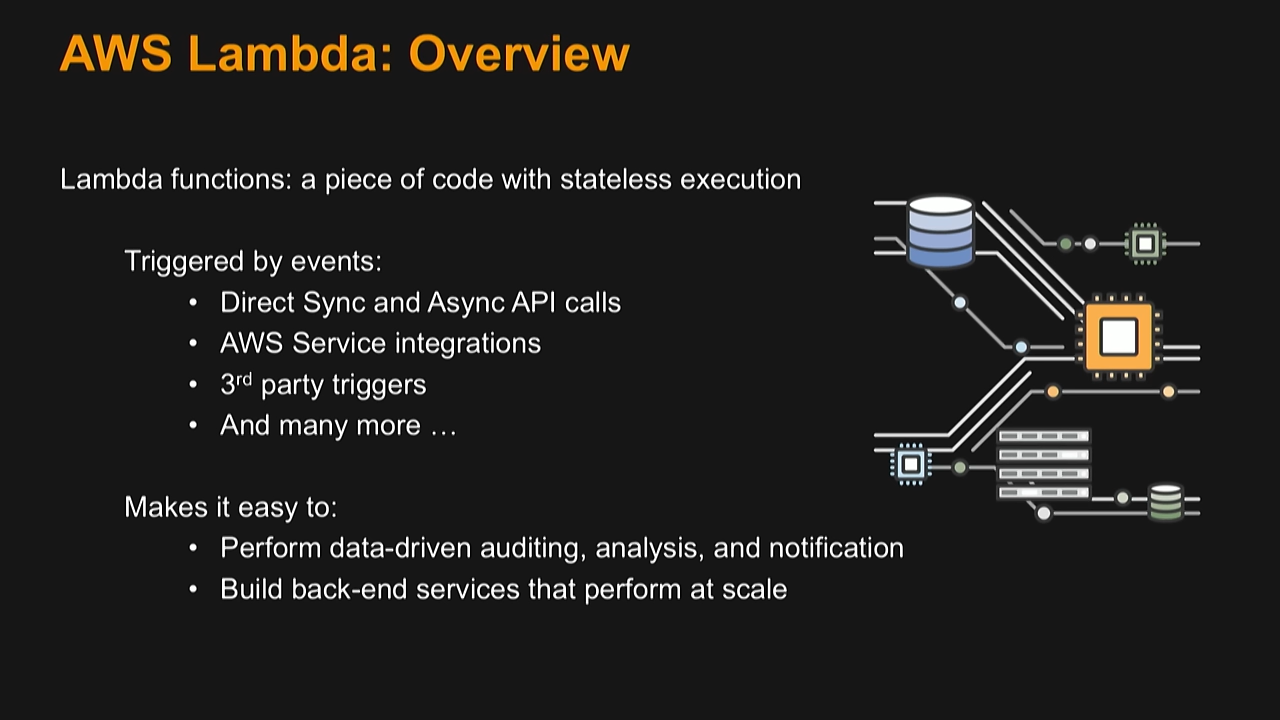 AWS Lambda: Overview
Lambda functions: a piece of code with stateless execution
Triggered by events:
• Direct Sync and Async API calls
• AWS Service integrations
• 3rd party triggers
• And many more …
Makes it easy to:
• Perform data-driven auditing, analysis, and notification
• Build back-end services that perform at scale